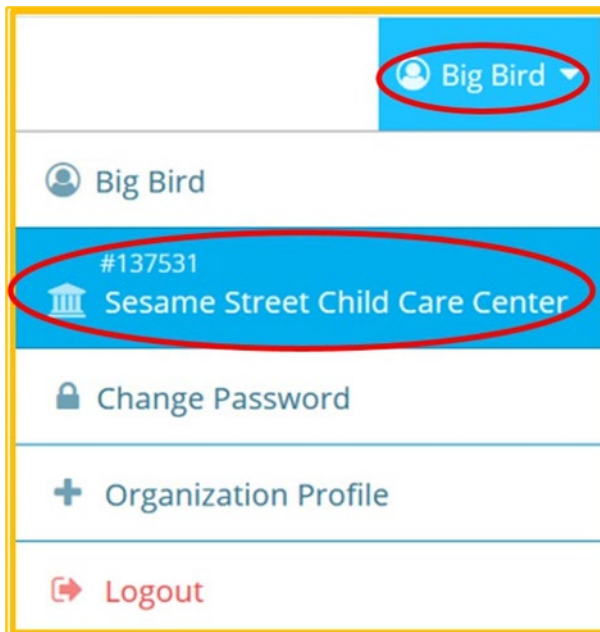 Big Bird
Big Bird
#137531
Sesame Street Child Care Center
Change Password
Organization Profile
Logout